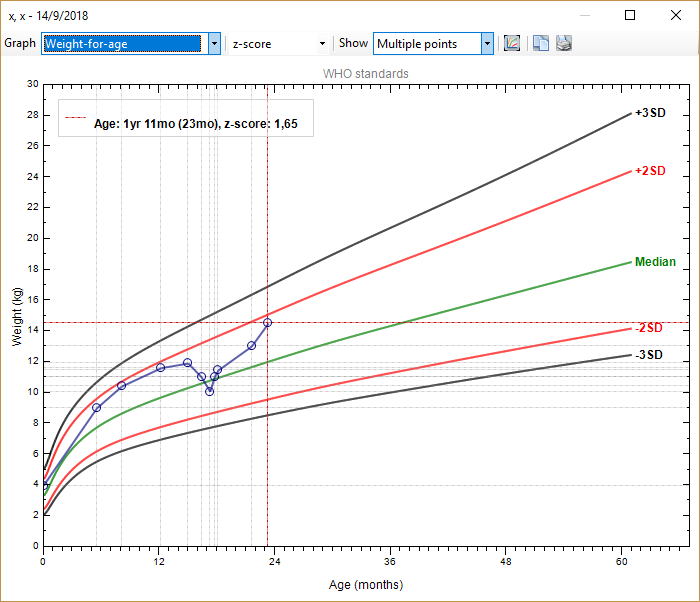 x, x - 14/9/2018
Graph Weight-for-age z-score Show Multiple points
WHO standards
Age: 1yr 11mo (23mo), z-score: 1,65
30
28
26
24
22
20
18
16
14
12
10
8
6
4
2
0
Weight (kg)
+3SD
+2SD
Median
-2SD
-3SD
0 12 24 36 48 60
Age (months)